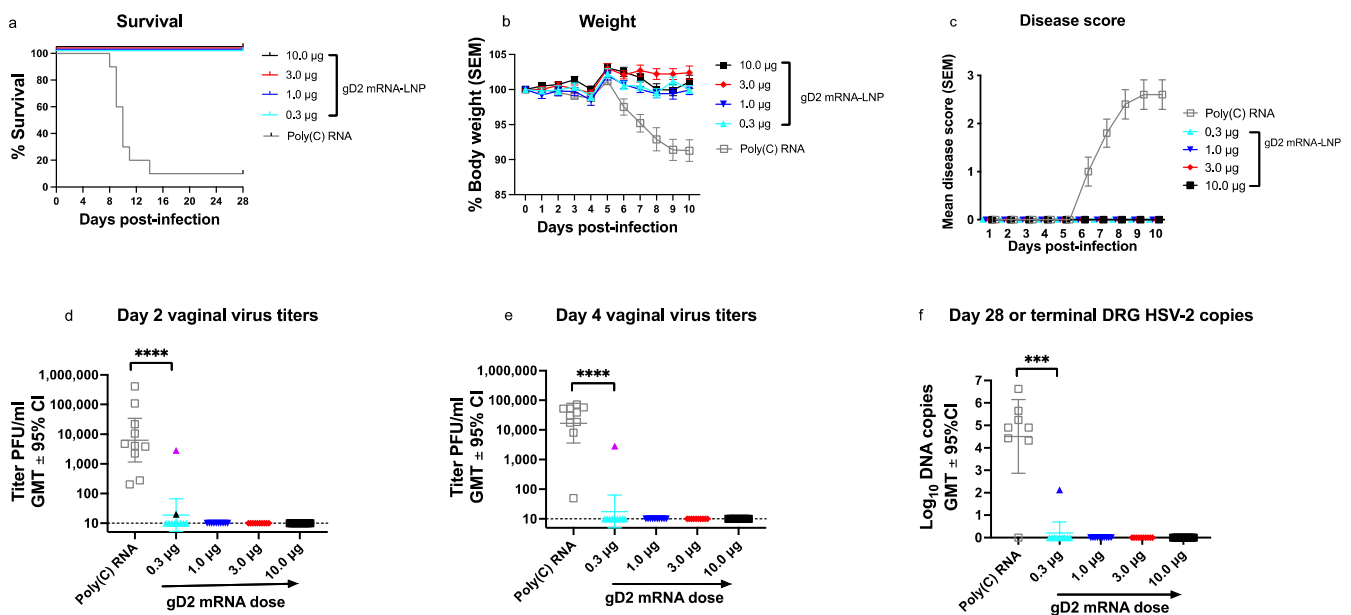 a
Survival
% Survival
100
80
60
40
20
0
0
4
8
12
16
20
24
28
Days post-infection
10.0 µg
3.0 µg
1.0 µg
0.3 µg
Poly(C) RNA
gD2 mRNA-LNP
b
Weight
% Body weight (SEM)
105
100
95
90
85
0 1 2 3 4 5 6 7 8 9 10
Days post-infection
10.0 µg
3.0 µg
1.0 µg
0.3 µg
Poly(C) RNA
gD2 mRNA-LNP
c
Disease score
Mean disease score (SEM)
3
2
1
0
1 2 3 4 5 6 7 8 9 10
Days post-infection
Poly(C) RNA
0.3 µg
1.0 µg
3.0 µg
10.0 µg
gD2 mRNA-LNP
d
Day 2 vaginal virus titers
****
Titer PFU/ml
GMT ± 95% CI
1,000,000
100,000
10,000
1,000
100
10
Poly(C) RNA
0.3 µg
1.0 µg
3.0 µg
10.0 µg
gD2 mRNA dose
e
Day 4 vaginal virus titers
****
Titer PFU/ml
GMT ± 95% CI
1,000,000
100,000
10,000
1,000
100
10
Poly(C) RNA
0.3 µg
1.0 µg
3.0 µg
10.0 µg
gD2 mRNA dose
f
Day 28 or terminal DRG HSV-2 copies
***
Log10 DNA copies
GMT ± 95%CI
7
6
5
4
3
2
1
0
Poly(C) RNA
0.3 µg
1.0 µg
3.0 µg
10.0 µg
gD2 mRNA dose